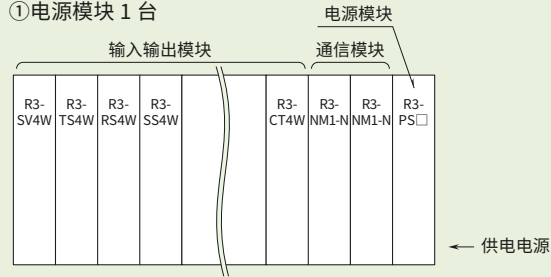 ①电源模块 1 台
电源模块
输入输出模块
通信模块
R3-
SV4W
R3-
TS4W
R3-
RS4W
R3-
SS4W
R3-
CT4W
R3-
NM1-N
R3-
NM1-N
R3-
PS□
供电电源